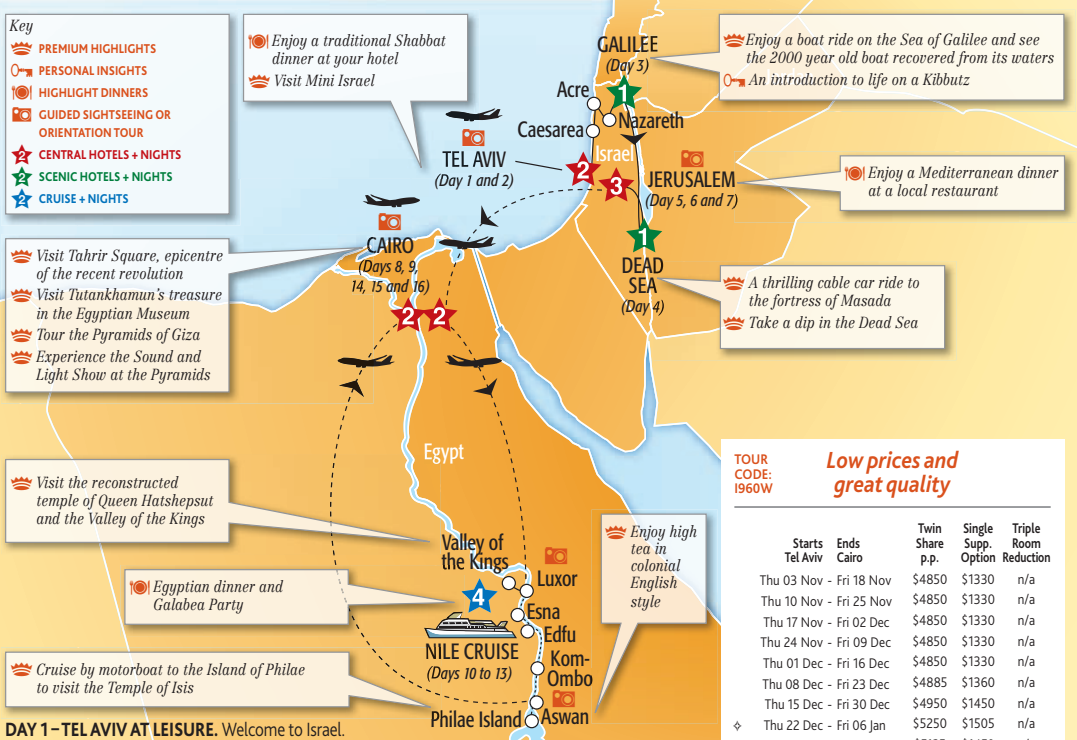 Key
PREMIUM HIGHLIGHTS
PERSONAL INSIGHTS
HIGHLIGHT DINNERS
GUIDED SIGHTSEEING OR
ORIENTATION TOUR
2 CENTRAL HOTELS + NIGHTS
2 SCENIC HOTELS + NIGHTS
2 CRUISE + NIGHTS
Enjoy a traditional Shabbat
dinner at your hotel
Visit Mini Israel
GALILEE
(Day 3)
1
Enjoy a boat ride on the Sea of Galilee and see
the 2000 year old boat recovered from its waters
An introduction to life on a Kibbutz
Acre
Nazareth
Caesarea
Israel
TEL AVIV
(Day 1 and 2)
2
3
JERUSALEM
(Day 5, 6 and 7)
Enjoy a Mediterranean dinner
at a local restaurant
1
DEAD
SEA
(Day 4)
A thrilling cable car ride to
the fortress of Masada
Take a dip in the Dead Sea
CAIRO
(Days 8, 9,
14, 15 and 16)
2
2
Visit Tahrir Square, epicentre
of the recent revolution
Visit Tutankhamun's treasure
in the Egyptian Museum
Tour the Pyramids of Giza
Experience the Sound and
Light Show at the Pyramids
Egypt
Visit the reconstructed
temple of Queen Hatshepsut
and the Valley of the Kings
Valley of
the Kings
Luxor
Egyptian dinner and
Galabea Party
4
Esna
Edfu
NILE CRUISE
(Days 10 to 13)
Kom-
Ombo
Enjoy high
tea in
colonial
English
style
Cruise by motorboat to the Island of Philae
to visit the Temple of Isis
Philae Island
Aswan
DAY 1 – TEL AVIV AT LEISURE. Welcome to Israel.
TOUR
CODE:
I960W
Low prices and
great quality
Starts Tel Aviv Ends Cairo Twin Share p.p. Single Supp. Option Triple Room Reduction
Thu 03 Nov - Fri 18 Nov $4850 $1330 n/a
Thu 10 Nov - Fri 25 Nov $4850 $1330 n/a
Thu 17 Nov - Fri 02 Dec $4850 $1330 n/a
Thu 24 Nov - Fri 09 Dec $4850 $1330 n/a
Thu 01 Dec - Fri 16 Dec $4850 $1330 n/a
Thu 08 Dec - Fri 23 Dec $4885 $1360 n/a
Thu 15 Dec - Fri 30 Dec $4950 $1450 n/a
✧ Thu 22 Dec - Fri 06 Jan $5250 $1505 n/a